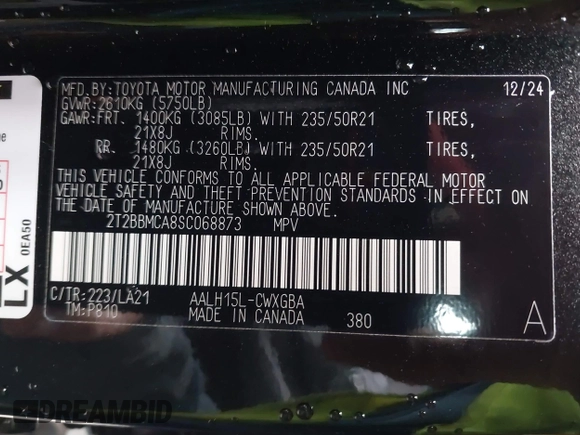 MFD.BY:TOYOTA MOTOR MANUFACTURING CANADA INC 12/24
GVWR:2610KG (5750LB)
GAWR:FRT. 1400KG (3085LB) WITH 235/50R21 TIRES,
21X8J RIMS.
RR. 1480KG (3260LB) WITH 235/50R21 TIRES,
21X8J RIMS.
THIS VEHICLE CONFORMS TO ALL APPLICABLE FEDERAL MOTOR
VEHICLE SAFETY AND THEFT PREVENTION STANDARDS IN EFFECT ON
THE DATE OF MANUFACTURE SHOWN ABOVE.
2T2BBMCA8SC068873 MPV
C/TR:223/LA21 AALH15L-CWXGBA
TM:P810 MADE IN CANADA 380 A
LX 0EA50
DREAMBID